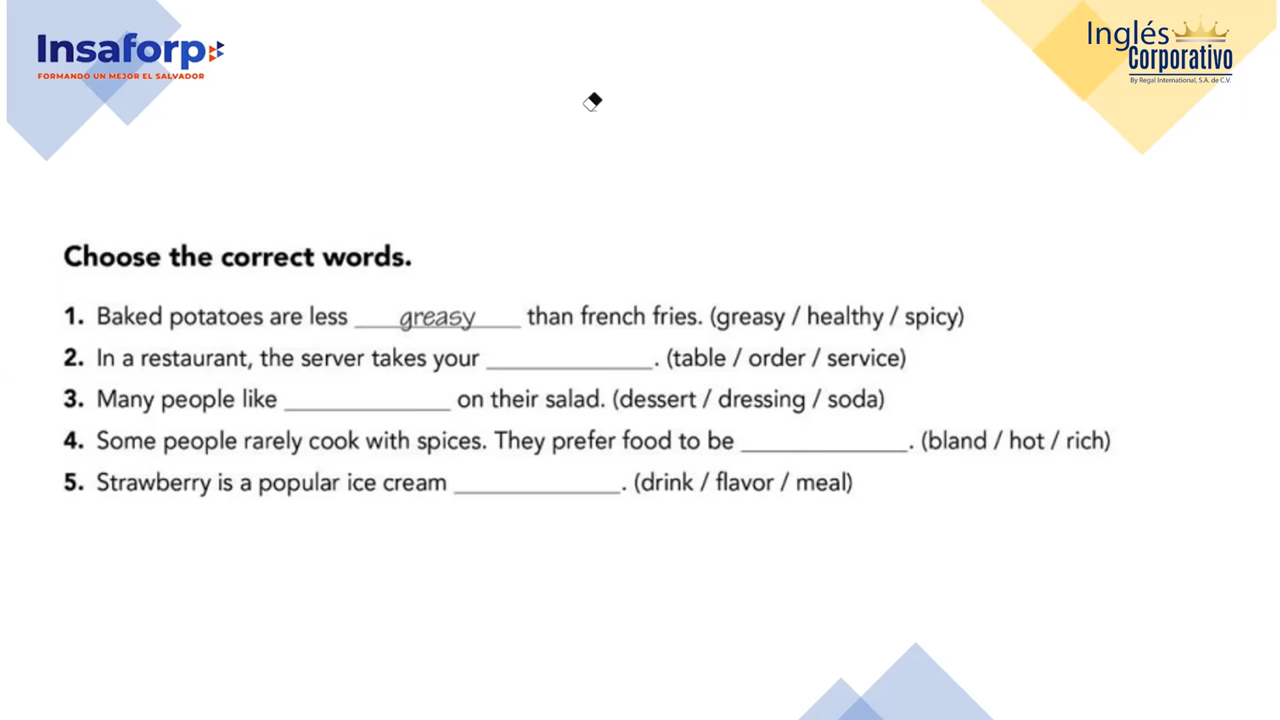 Insaforp
FORMANDO UN MEJOR EL SALVADOR
Inglés
Corporativo
By Regal International, S.A. de C.V.
Choose the correct words.
1. Baked potatoes are less ___greasy___ than french fries. (greasy / healthy / spicy)
2. In a restaurant, the server takes your ____________. (table / order / service)
3. Many people like ____________ on their salad. (dessert / dressing / soda)
4. Some people rarely cook with spices. They prefer food to be ____________. (bland / hot / rich)
5. Strawberry is a popular ice cream ____________. (drink / flavor / meal)